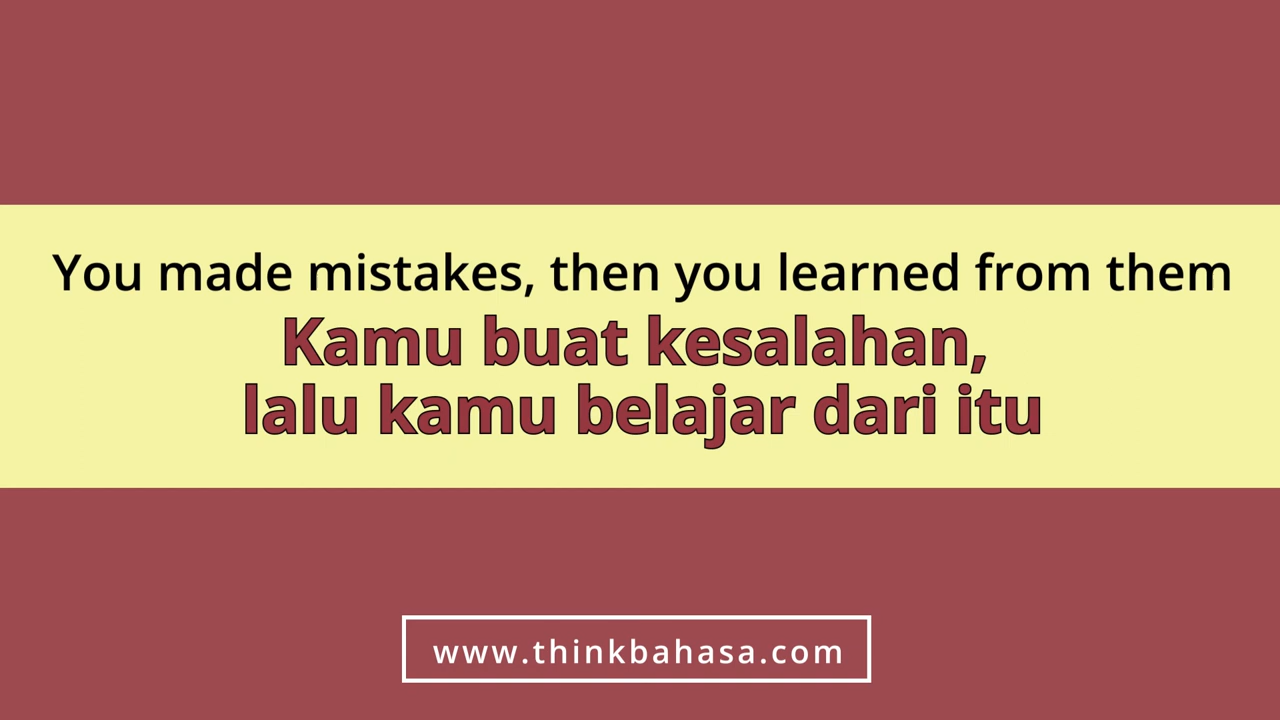 You made mistakes, then you learned from them
Kamu buat kesalahan,
lalu kamu belajar dari itu
www.thinkbahasa.com